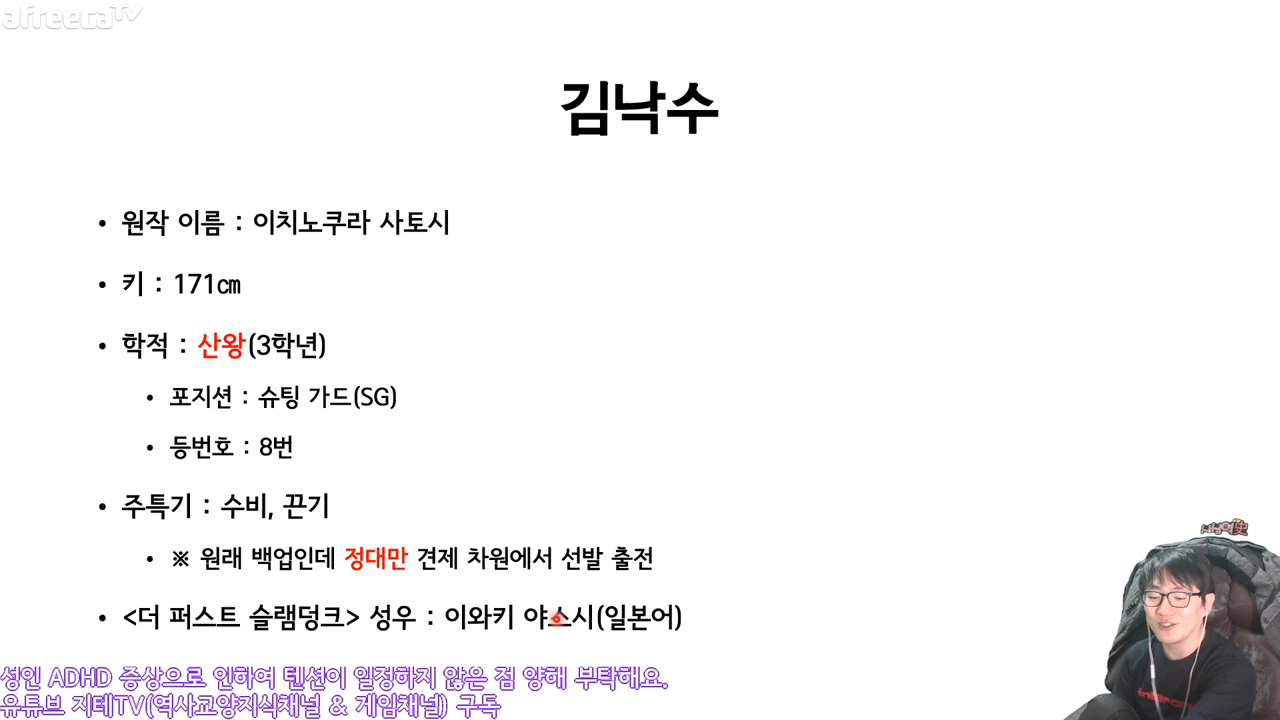 afreecaTV
김낙수
• 원작 이름 : 이치노쿠라 사토시
• 키 : 171㎝
• 학적 : 산왕(3학년)
• 포지션 : 슈팅 가드(SG)
• 등번호 : 8번
• 주특기 : 수비, 끈기
• ※ 원래 백업인데 정대만 견제 차원에서 선발 출전
• <더 퍼스트 슬램덩크> 성우 : 이와키 야스시(일본어)
성인 ADHD 증상으로 인하여 텐션이 일정하지 않은 점 양해 부탁해요.
유튜브 지테TV(역사교양지식채널 & 게임채널) 구독